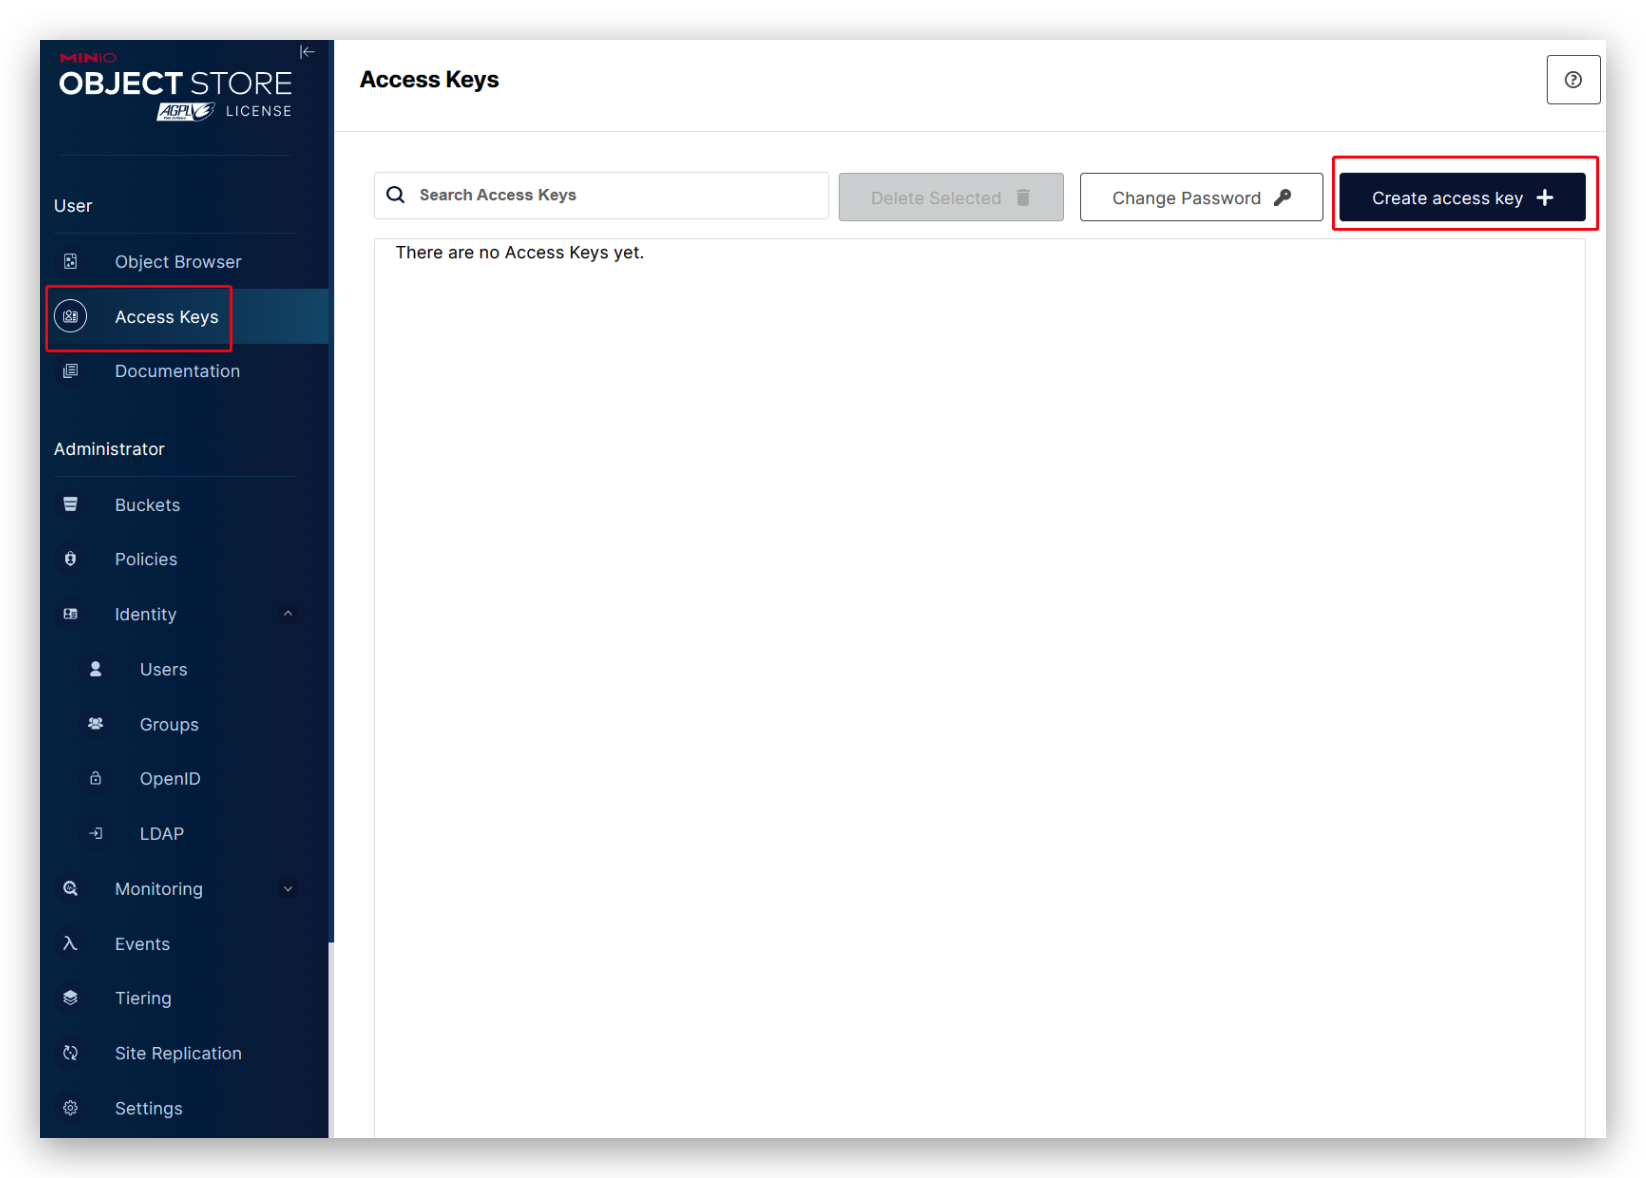 MINIO
OBJECT STORE
AGPL V3 LICENSE
User
Object Browser
Access Keys
Documentation
Administrator
Buckets
Policies
Identity
Users
Groups
OpenID
LDAP
Monitoring
Events
Tiering
Site Replication
Settings
Access Keys
Search Access Keys
Delete Selected
Change Password
Create access key
There are no Access Keys yet.